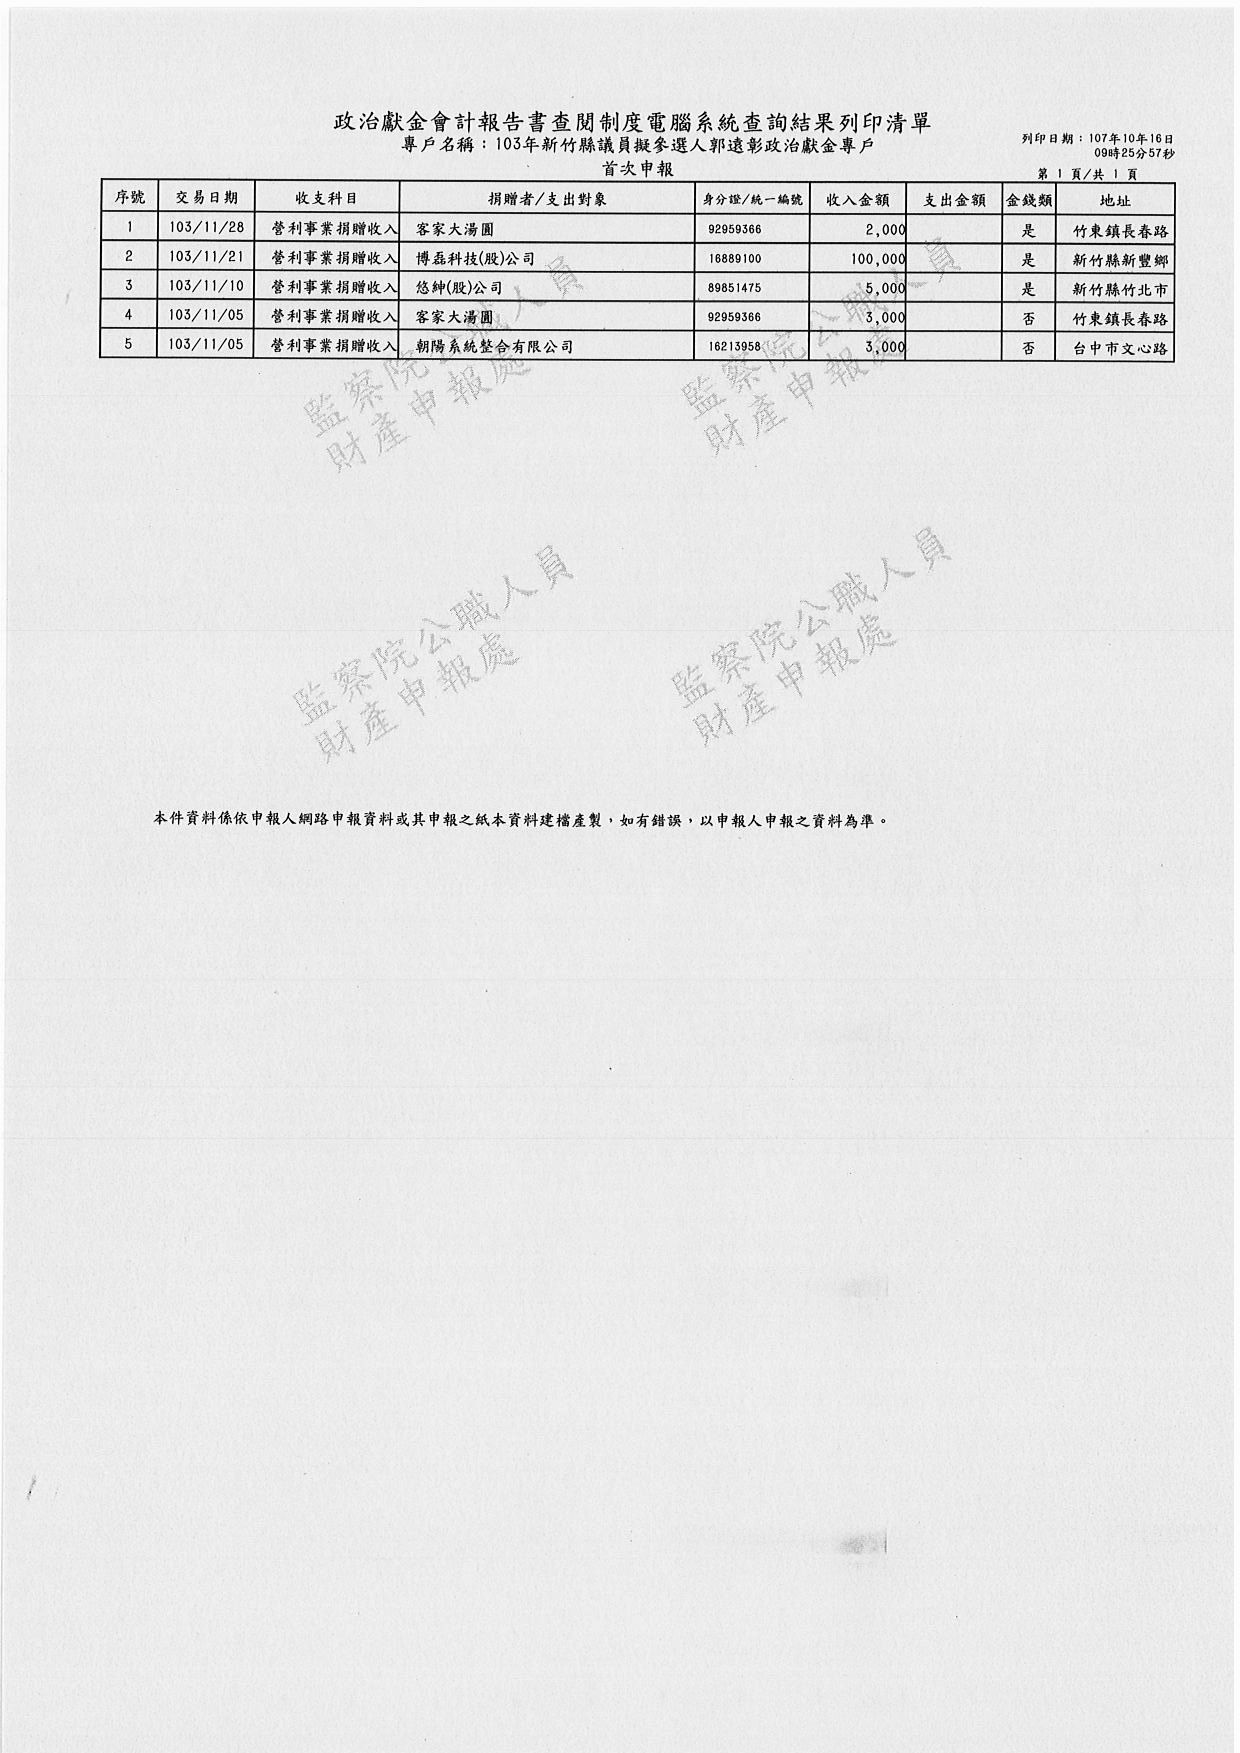 政治獻金會計報告書查閱制度電腦系統查詢結果列印清單
專戶名稱：103年新竹縣議員擬參選人郭遠彰政治獻金專戶
首次申報
列印日期：107年10年16日
09時25分57秒
第 1 頁/共 1 頁
序號 交易日期 收支科目 捐贈者/支出對象 身分證/統一編號 收入金額 支出金額 金錢類 地址
1 103/11/28 營利事業捐贈收入 客家大湯圓 92959366 2,000 是 竹東鎮長春路
2 103/11/21 營利事業捐贈收入 博磊科技(股)公司 16889100 100,000 是 新竹縣新豐鄉
3 103/11/10 營利事業捐贈收入 悠紳(股)公司 89851475 5,000 是 新竹縣竹北市
4 103/11/05 營利事業捐贈收入 客家大湯圓 92959366 3,000 否 竹東鎮長春路
5 103/11/05 營利事業捐贈收入 朝陽系統整合有限公司 16213958 3,000 否 台中市文心路
監察院公職人員
財產申報處
監察院公職人員
財產申報處
監察院公職人員
財產申報處
監察院公職人員
財產申報處
本件資料係依申報人網路申報資料或其申報之紙本資料建檔產製，如有錯誤，以申報人申報之資料為準。